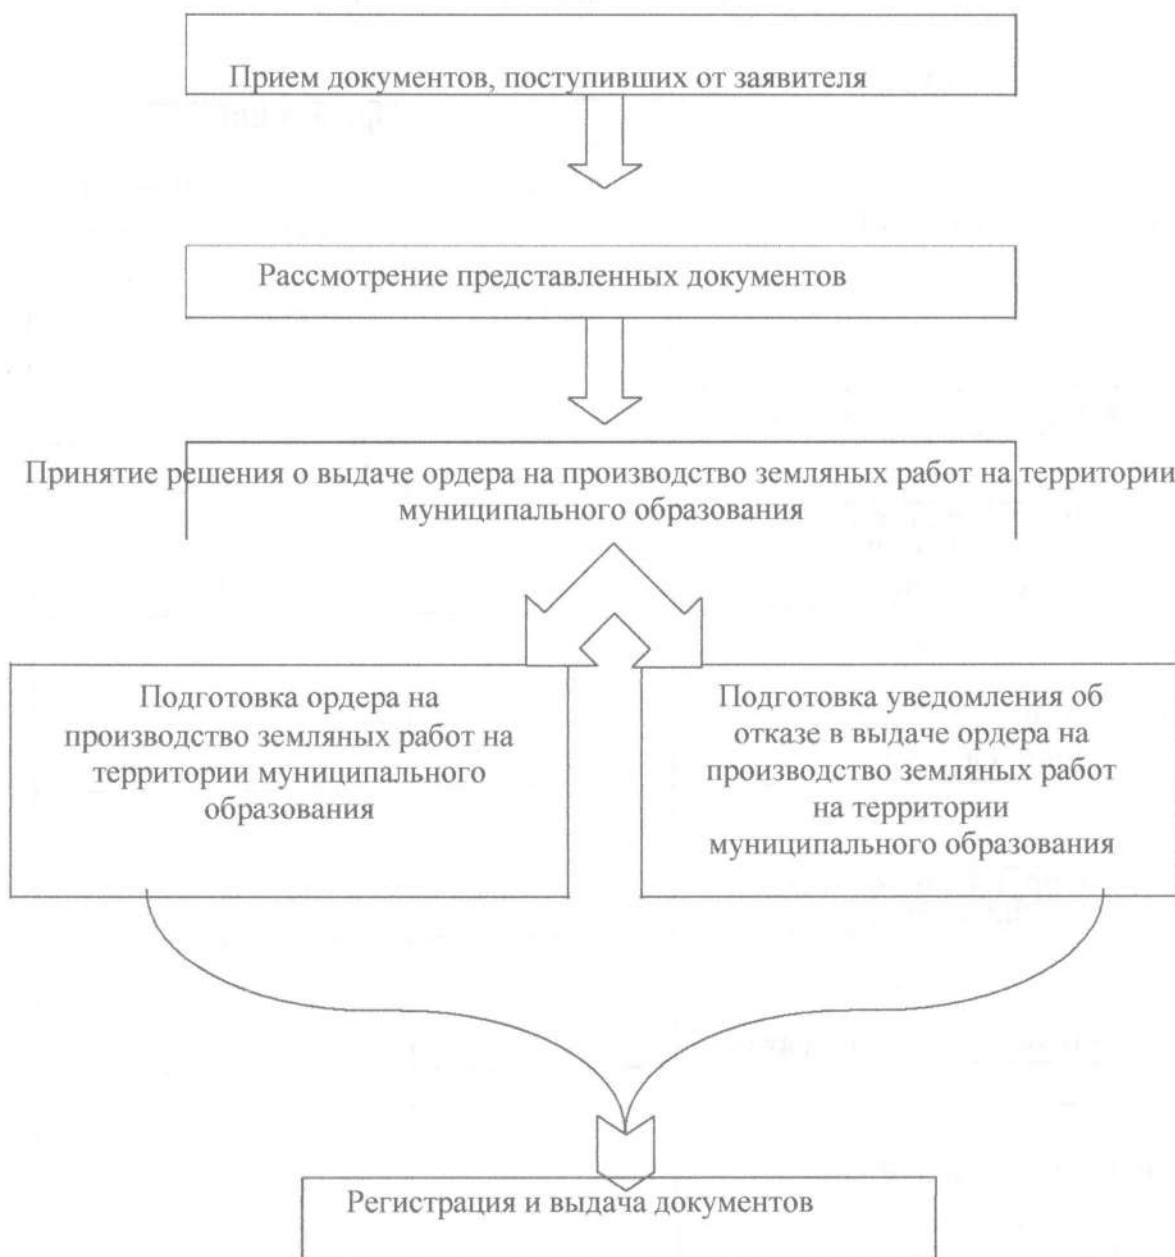 Прием документов, поступивших от заявителя
Рассмотрение представленных документов
Принятие решения о выдаче ордера на производство земляных работ на территории
муниципального образования
Подготовка ордера на
производство земляных работ на
территории муниципального
образования
Подготовка уведомления об
отказе в выдаче ордера на
производство земляных работ
на территории
муниципального образования
Регистрация и выдача документов